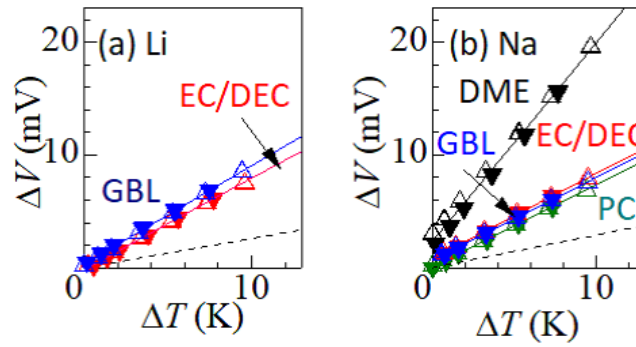 (a) Li
EC/DEC
GBL
ΔV (mV)
20
10
0
10
ΔT (K)
(b) Na
DME
GBL
EC/DEC
PC
ΔV (mV)
20
10
0
10
ΔT (K)